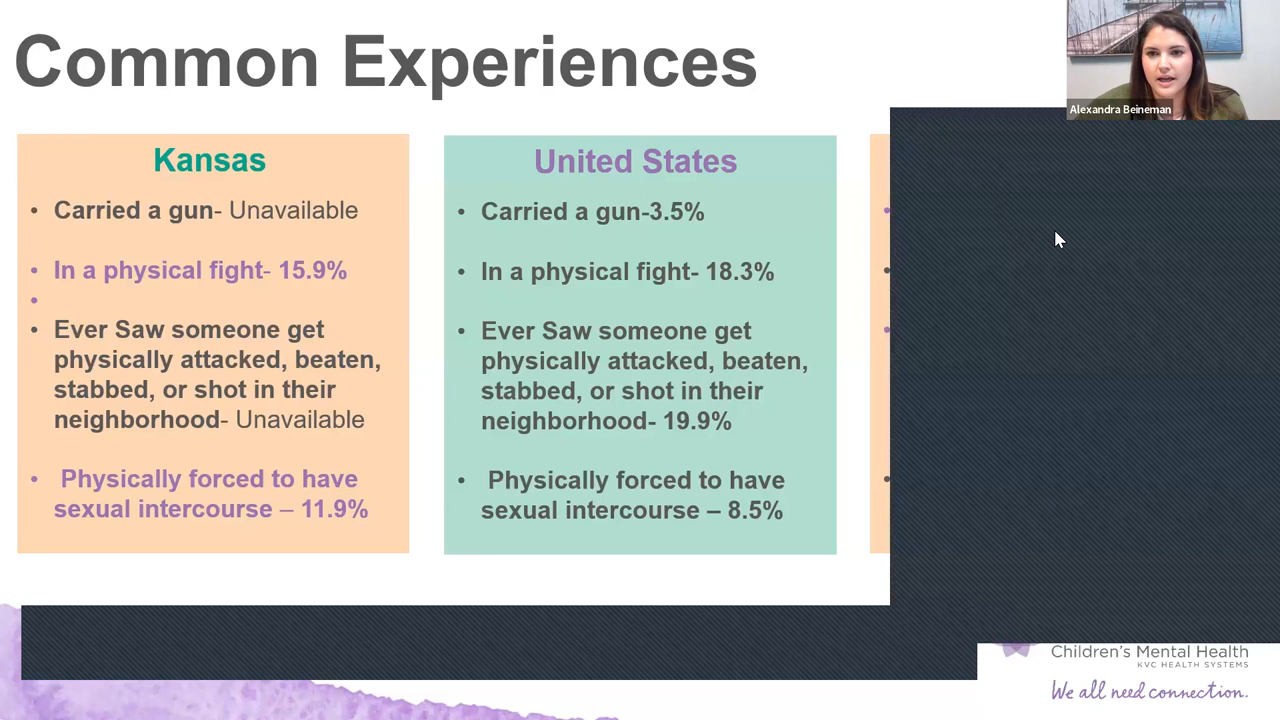 Common Experiences
Alexandra Beineman
Kansas
• Carried a gun- Unavailable
• In a physical fight- 15.9%
•
• Ever Saw someone get
physically attacked, beaten,
stabbed, or shot in their
neighborhood- Unavailable
• Physically forced to have
sexual intercourse – 11.9%
United States
• Carried a gun-3.5%
• In a physical fight- 18.3%
• Ever Saw someone get
physically attacked, beaten,
stabbed, or shot in their
neighborhood- 19.9%
• Physically forced to have
sexual intercourse – 8.5%
Children's Mental Health
KVC HEALTH SYSTEMS
We all need connection.